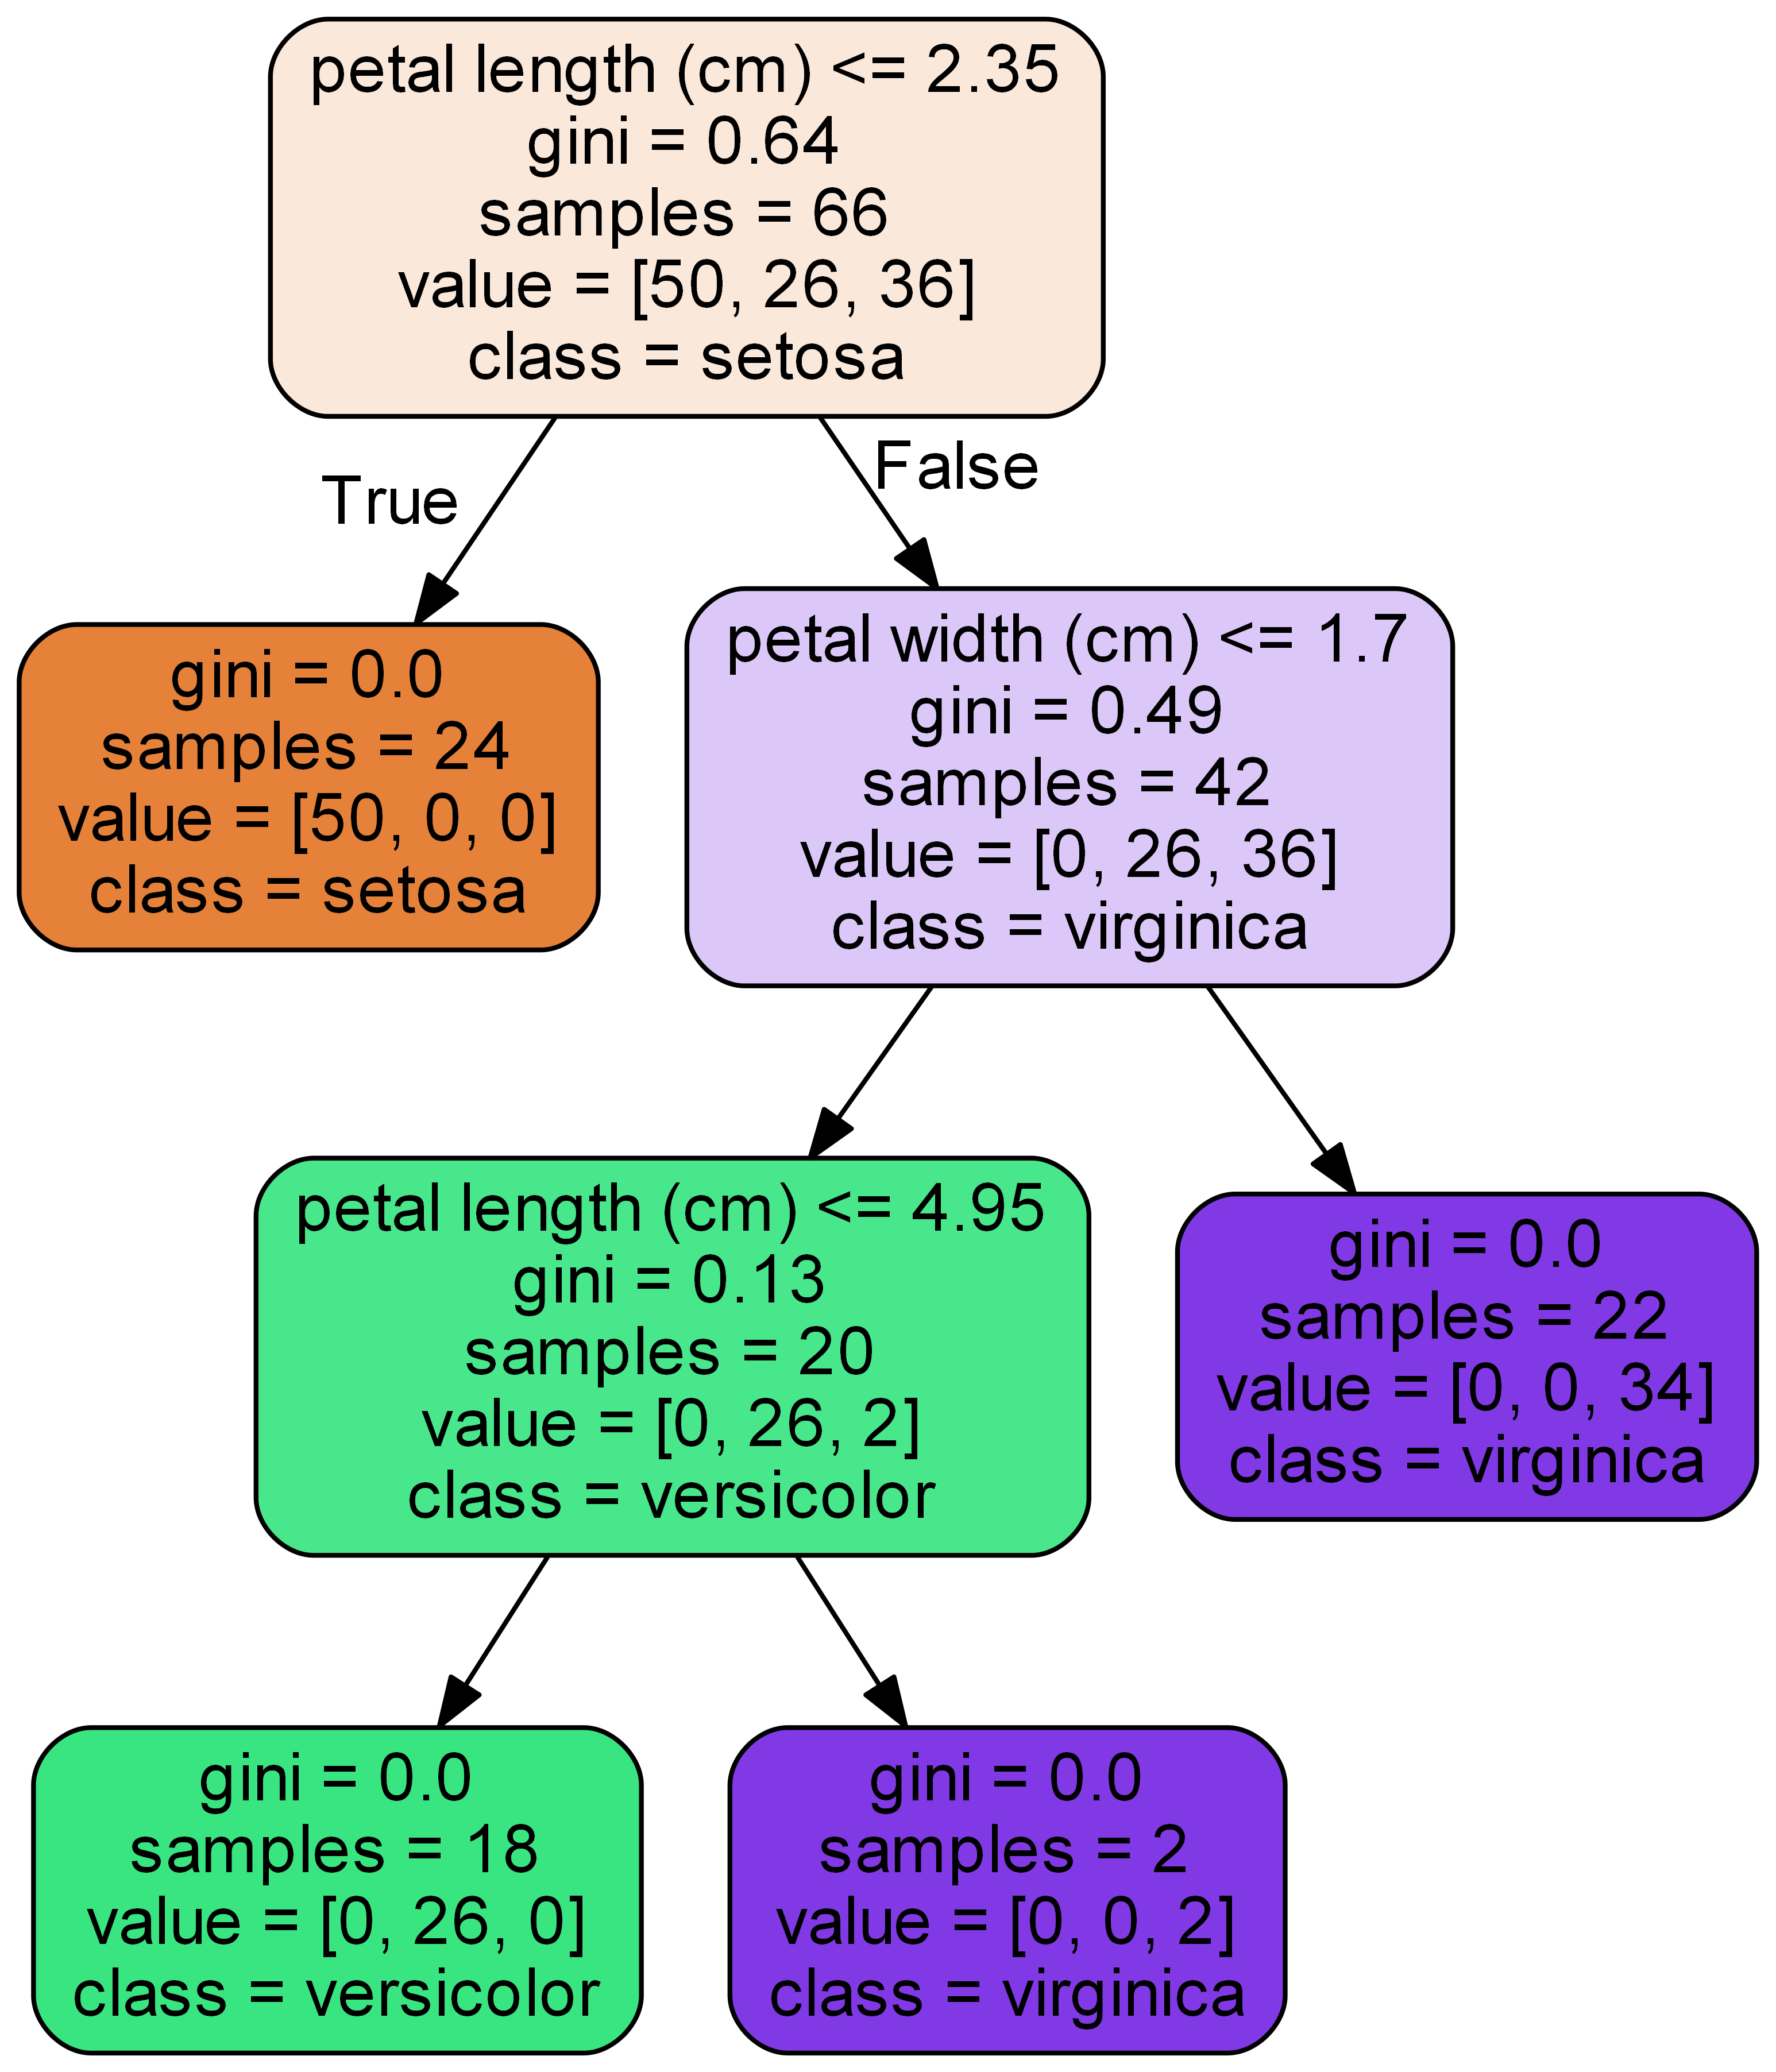 petal length (cm) <= 2.35
gini = 0.64
samples = 66
value = [50, 26, 36]
class = setosa
True
False
gini = 0.0
samples = 24
value = [50, 0, 0]
class = setosa
petal width (cm) <= 1.7
gini = 0.49
samples = 42
value = [0, 26, 36]
class = virginica
petal length (cm) <= 4.95
gini = 0.13
samples = 20
value = [0, 26, 2]
class = versicolor
gini = 0.0
samples = 22
value = [0, 0, 34]
class = virginica
gini = 0.0
samples = 18
value = [0, 26, 0]
class = versicolor
gini = 0.0
samples = 2
value = [0, 0, 2]
class = virginica